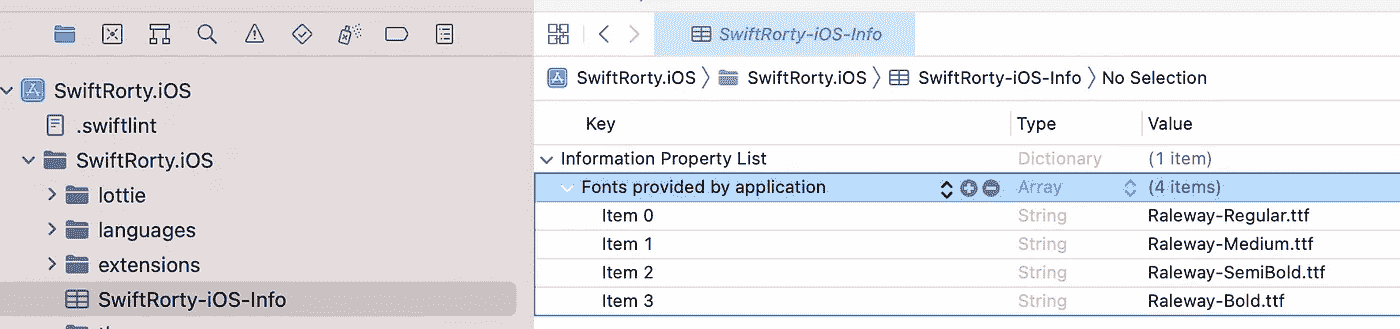 SwiftRorty-iOS-Info
SwiftRorty.iOS
.swiftlint
SwiftRorty.iOS
lottie
languages
extensions
SwiftRorty-iOS-Info
SwiftRorty.iOS SwiftRorty.iOS SwiftRorty-iOS-Info No Selection
Key Type Value
Information Property List Dictionary (1 item)
Fonts provided by application Array (4 items)
Item 0 String Raleway-Regular.ttf
Item 1 String Raleway-Medium.ttf
Item 2 String Raleway-SemiBold.ttf
Item 3 String Raleway-Bold.ttf